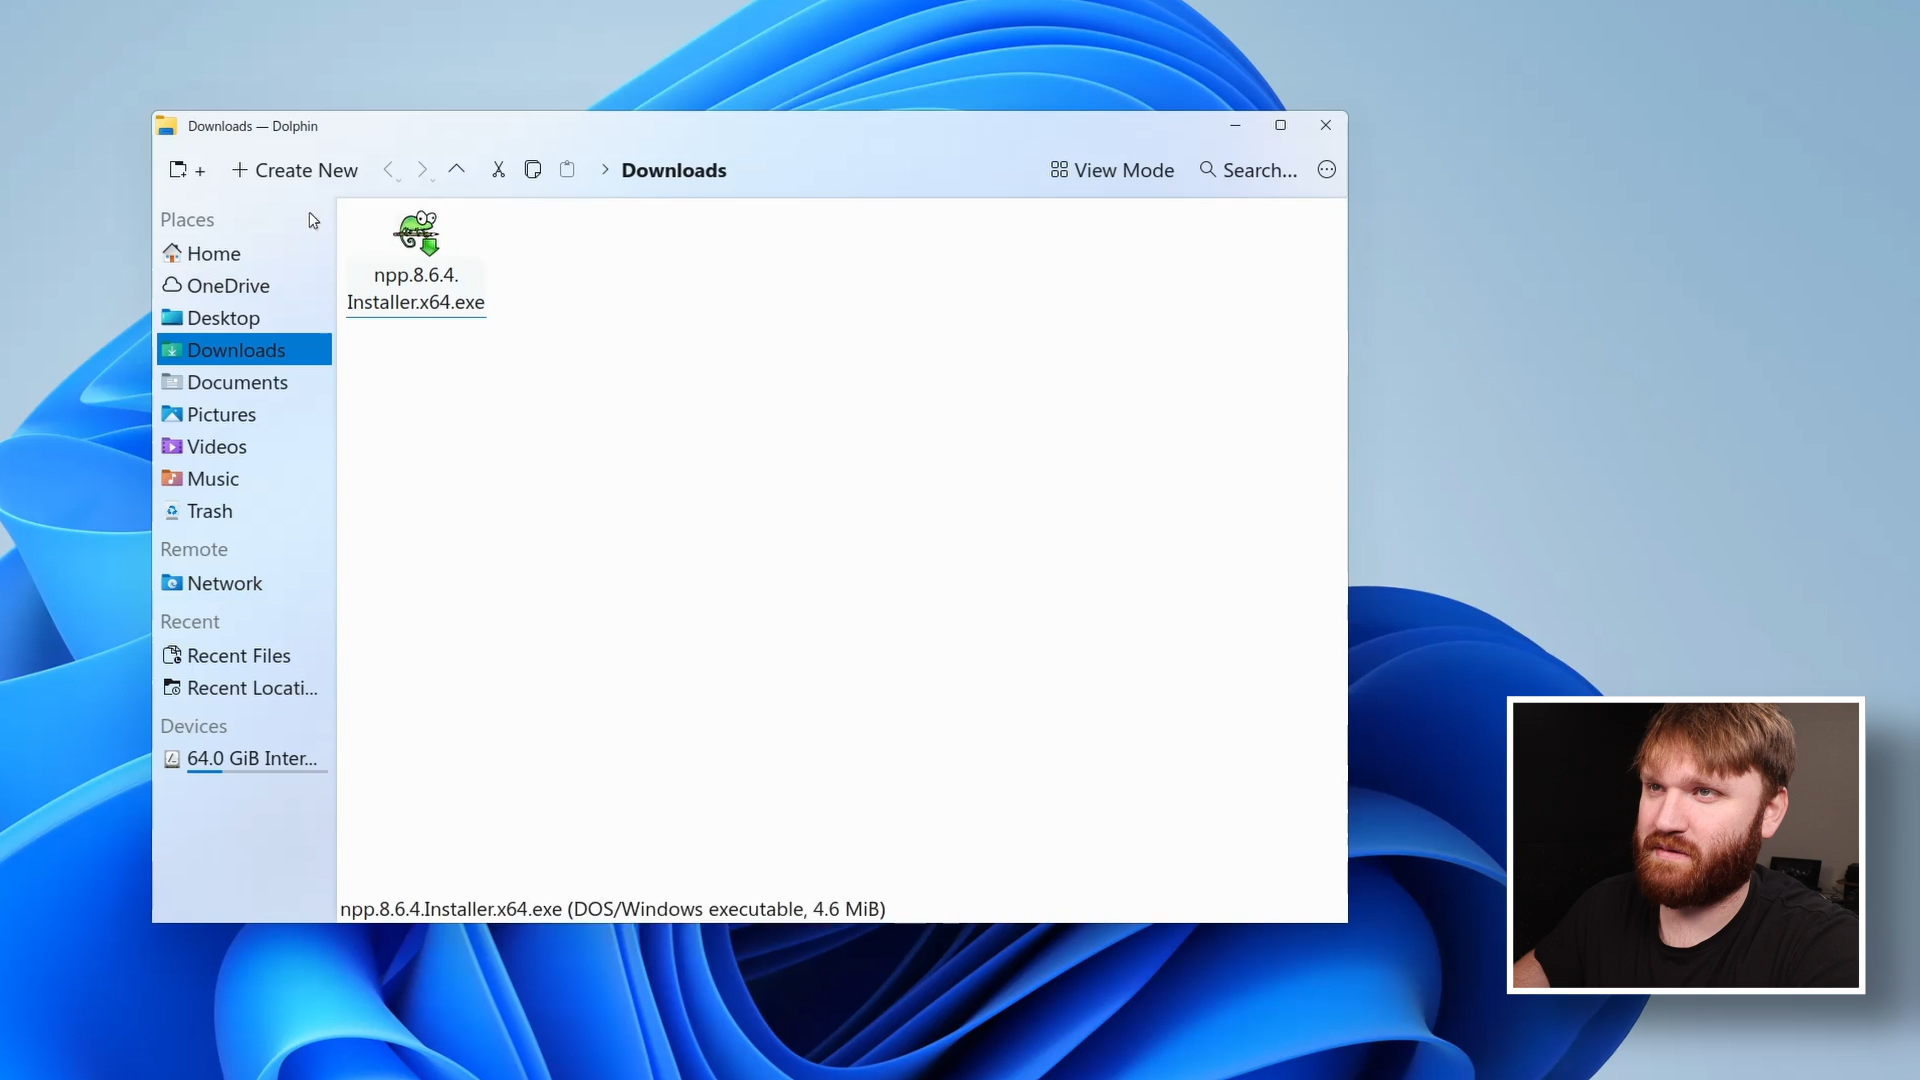 Downloads — Dolphin
Create New
Downloads
View Mode
Search...
Places
Home
OneDrive
Desktop
Downloads
Documents
Pictures
Videos
Music
Trash
Remote
Network
Recent
Recent Files
Recent Locati...
Devices
64.0 GiB Inter...
npp.8.6.4.
Installer.x64.exe
npp.8.6.4.Installer.x64.exe (DOS/Windows executable, 4.6 MiB)